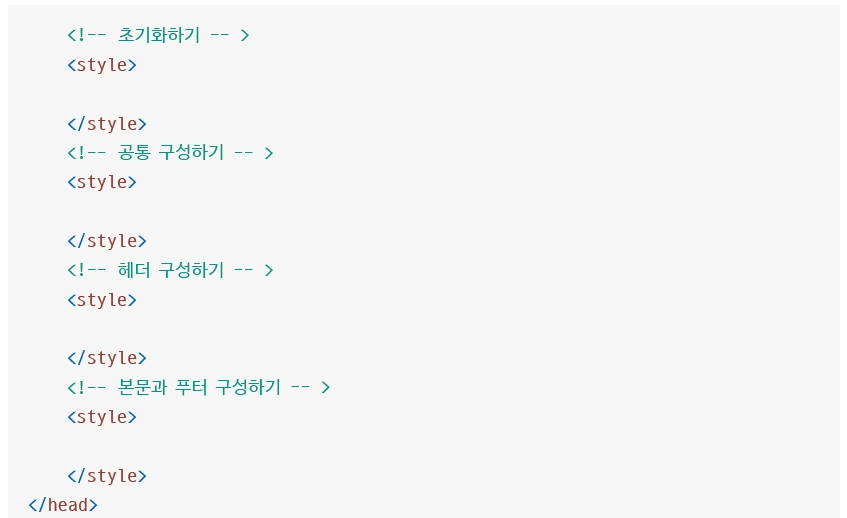 <!-- 초기화하기 -- >
<style>
</style>
<!-- 공통 구성하기 -- >
<style>
</style>
<!-- 헤더 구성하기 -- >
<style>
</style>
<!-- 본문과 푸터 구성하기 -- >
<style>
</style>
</head>